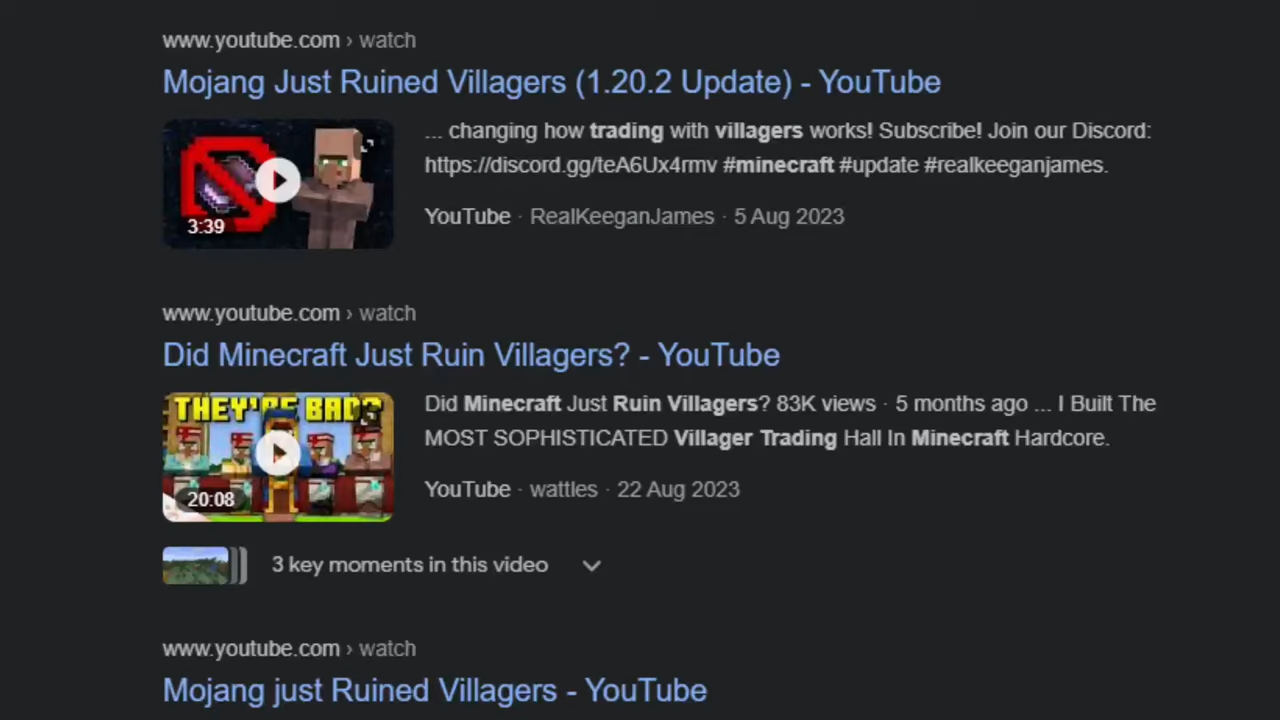 www.youtube.com › watch
Mojang Just Ruined Villagers (1.20.2 Update) - YouTube
... changing how trading with villagers works! Subscribe! Join our Discord:
https://discord.gg/teA6Ux4rmv #minecraft #update #realkeeganjames.
3:39
YouTube · RealKeeganJames · 5 Aug 2023
www.youtube.com › watch
Did Minecraft Just Ruin Villagers? - YouTube
THEY'RE BAD?
Did Minecraft Just Ruin Villagers? 83K views · 5 months ago ... I Built The
MOST SOPHISTICATED Villager Trading Hall In Minecraft Hardcore.
20:08
YouTube · wattles · 22 Aug 2023
3 key moments in this video
www.youtube.com › watch
Mojang just Ruined Villagers - YouTube